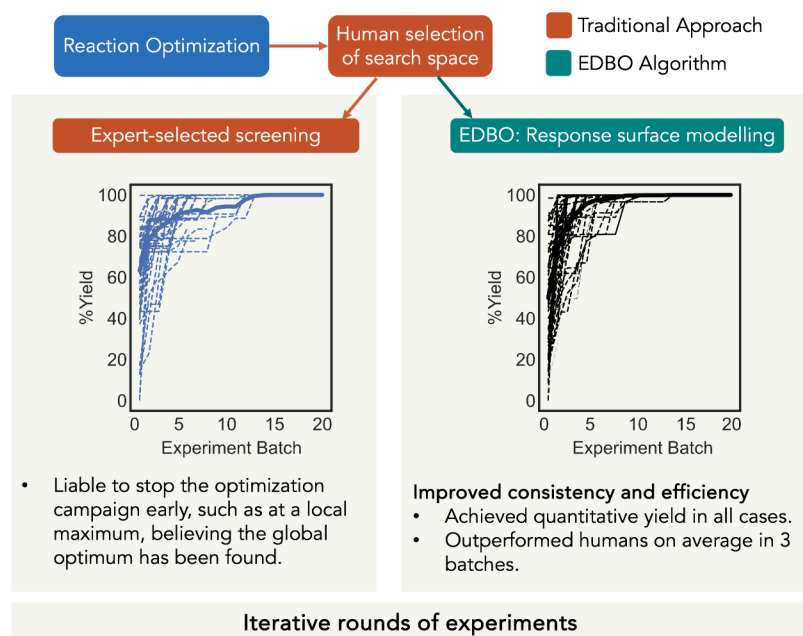 Reaction Optimization
Human selection
of search space
Traditional Approach
EDBO Algorithm
Expert-selected screening
EDBO: Response surface modelling
100
80
60
40
20
0
%Yield
0 5 10 15 20
Experiment Batch
100
80
60
40
20
0
%Yield
0 5 10 15 20
Experiment Batch
• Liable to stop the optimization
campaign early, such as at a local
maximum, believing the global
optimum has been found.
Improved consistency and efficiency
• Achieved quantitative yield in all cases.
• Outperformed humans on average in 3
batches.
Iterative rounds of experiments